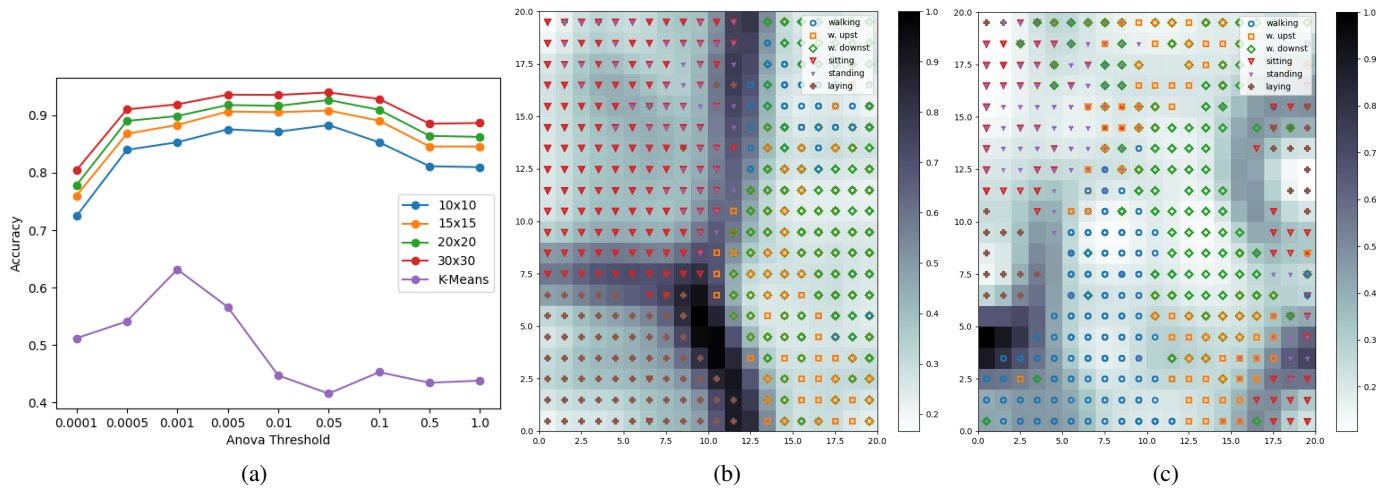 0.9
0.8
0.7
0.6
0.5
0.4
Accuracy
0.0001 0.0005 0.001 0.005 0.01 0.05 0.1 0.5 1.0
Anova Threshold
10x10
15x15
20x20
30x30
K-Means
(a)
20.0
17.5
15.0
12.5
10.0
7.5
5.0
2.5
0.0
0.0 2.5 5.0 7.5 10.0 12.5 15.0 17.5 20.0
walking
w. upst
w. downst
sitting
standing
laying
1.0
0.9
0.8
0.7
0.6
0.5
0.4
0.3
0.2
(b)
20.0
17.5
15.0
12.5
10.0
7.5
5.0
2.5
0.0
0.0 2.5 5.0 7.5 10.0 12.5 15.0 17.5 20.0
walking
w. upst
w. downst
sitting
standing
laying
1.0
0.9
0.8
0.7
0.6
0.5
0.4
0.3
0.2
(c)